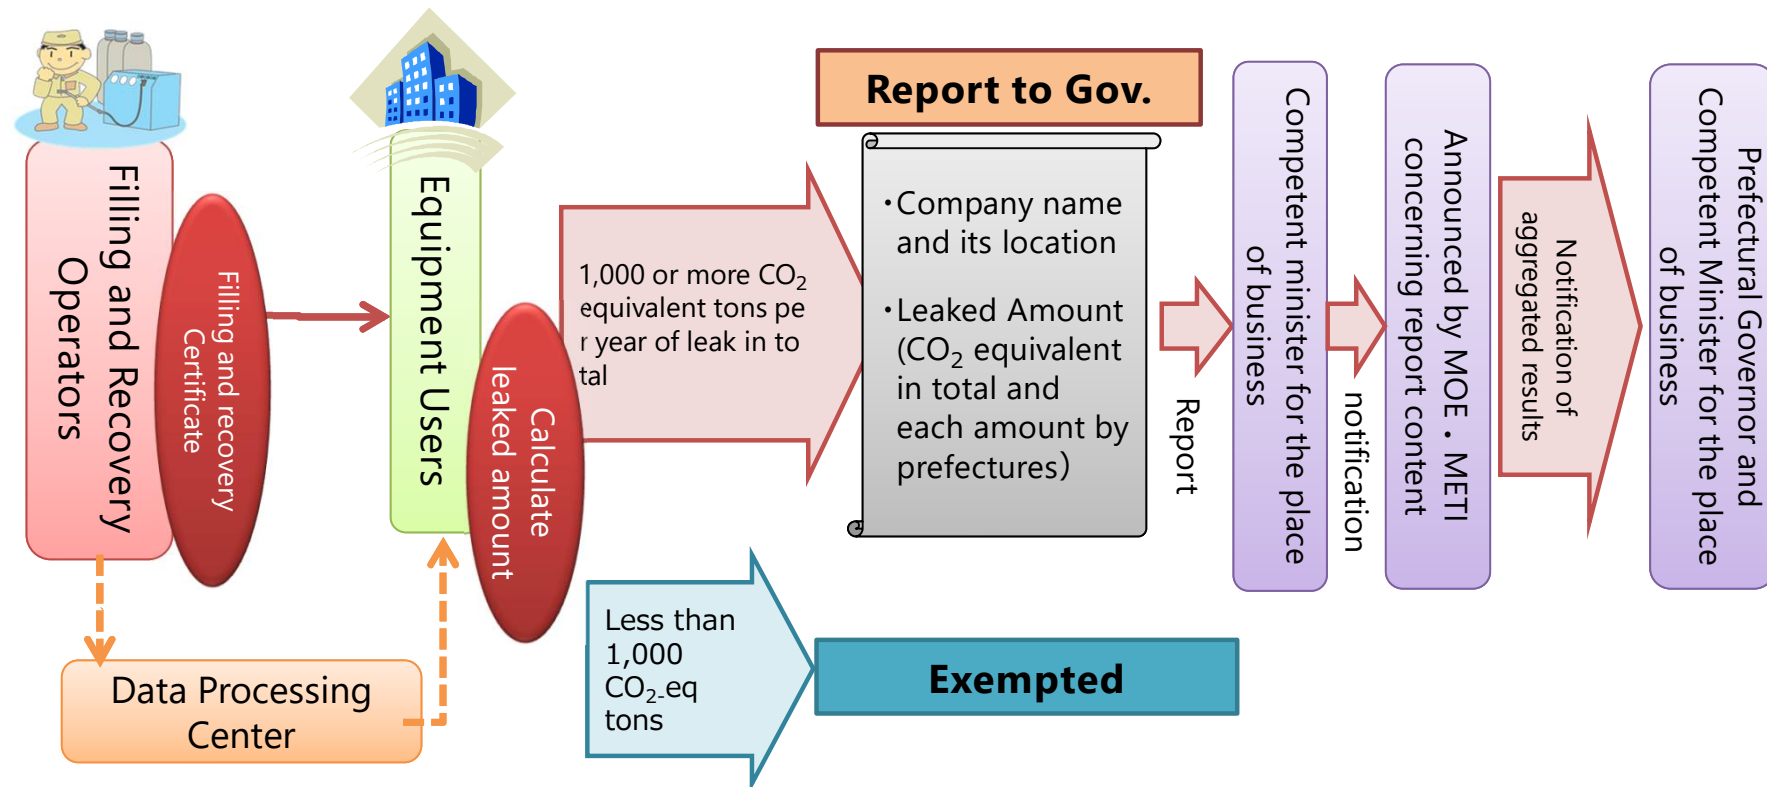 Filling and Recovery
Operators
Filling and recovery
Certificate
Data Processing
Center
Equipment Users
Calculate
leaked amount
1,000 or more CO₂
equivalent tons pe
r year of leak in to
tal
Less than
1,000
CO₂-eq
tons
Report to Gov.
・Company name
and its location
・Leaked Amount
(CO₂ equivalent
in total and
each amount by
prefectures）
Exempted
Report
Competent minister for the place
of business
notification
Announced by MOE．METI
concerning report content
Notification of
aggregated results
Prefectural Governor and
Competent Minister for the place
of business